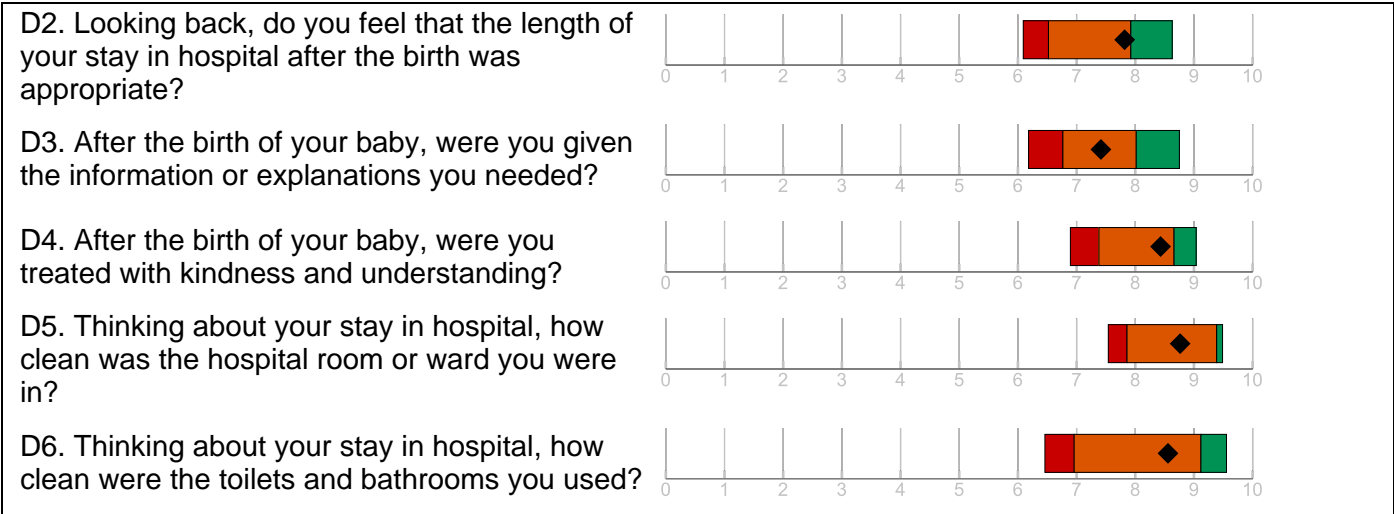 D2. Looking back, do you feel that the length of
your stay in hospital after the birth was
appropriate?
0 1 2 3 4 5 6 7 8 9 10
D3. After the birth of your baby, were you given
the information or explanations you needed?
0 1 2 3 4 5 6 7 8 9 10
D4. After the birth of your baby, were you
treated with kindness and understanding?
0 1 2 3 4 5 6 7 8 9 10
D5. Thinking about your stay in hospital, how
clean was the hospital room or ward you were
in?
0 1 2 3 4 5 6 7 8 9 10
D6. Thinking about your stay in hospital, how
clean were the toilets and bathrooms you used?
0 1 2 3 4 5 6 7 8 9 10